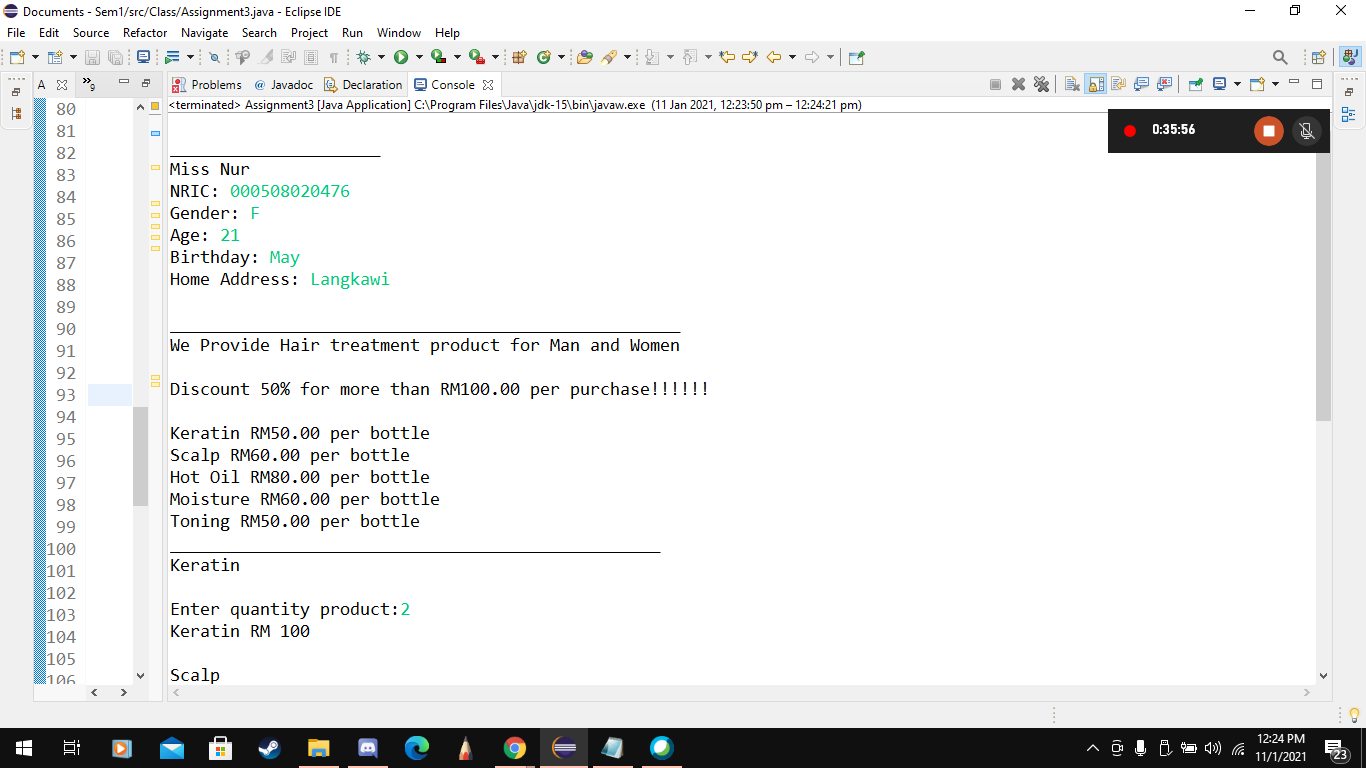 Documents - Sem1/src/Class/Assignment3.java - Eclipse IDE
File Edit Source Refactor Navigate Search Project Run Window Help
A 9 Problems @ Javadoc Declaration Console
<terminated> Assignment3 [Java Application] C:\Program Files\Java\jdk-15\bin\javaw.exe (11 Jan 2021, 12:23:50 pm – 12:24:21 pm)
0:35:56
80
81
82
83
84
85
86
87
88
89
90
91
92
93
94
95
96
97
98
99
100
101
102
103
104
105
106
_____________________
Miss Nur
NRIC: 000508020476
Gender: F
Age: 21
Birthday: May
Home Address: Langkawi
___________________________________________________
We Provide Hair treatment product for Man and Women
Discount 50% for more than RM100.00 per purchase!!!!!!
Keratin RM50.00 per bottle
Scalp RM60.00 per bottle
Hot Oil RM80.00 per bottle
Moisture RM60.00 per bottle
Toning RM50.00 per bottle
_________________________________________________
Keratin
Enter quantity product:2
Keratin RM 100
Scalp
12:24 PM
11/1/2021
23